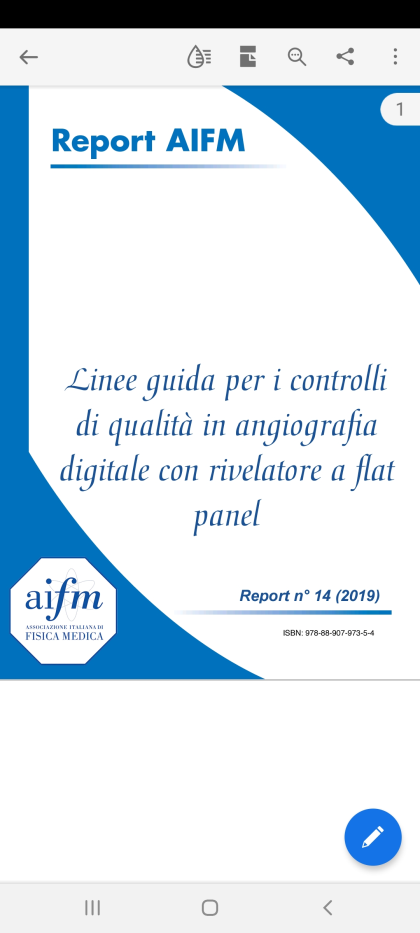 1
Report AIFM
Linee guida per i controlli
di qualità in angiografia
digitale con rivelatore a flat
panel
aifm
ASSOCIAZIONE ITALIANA DI
FISICA MEDICA
Report n° 14 (2019)
ISBN: 978-88-907-973-5-4